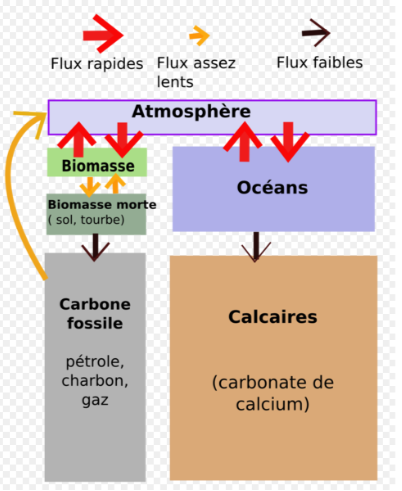 Flux rapides
Flux assez
lents
Flux faibles
Atmosphère
Biomasse
Océans
Biomasse morte
( sol, tourbe)
Carbone
fossile
pétrole,
charbon,
gaz
Calcaires
(carbonate de
calcium)